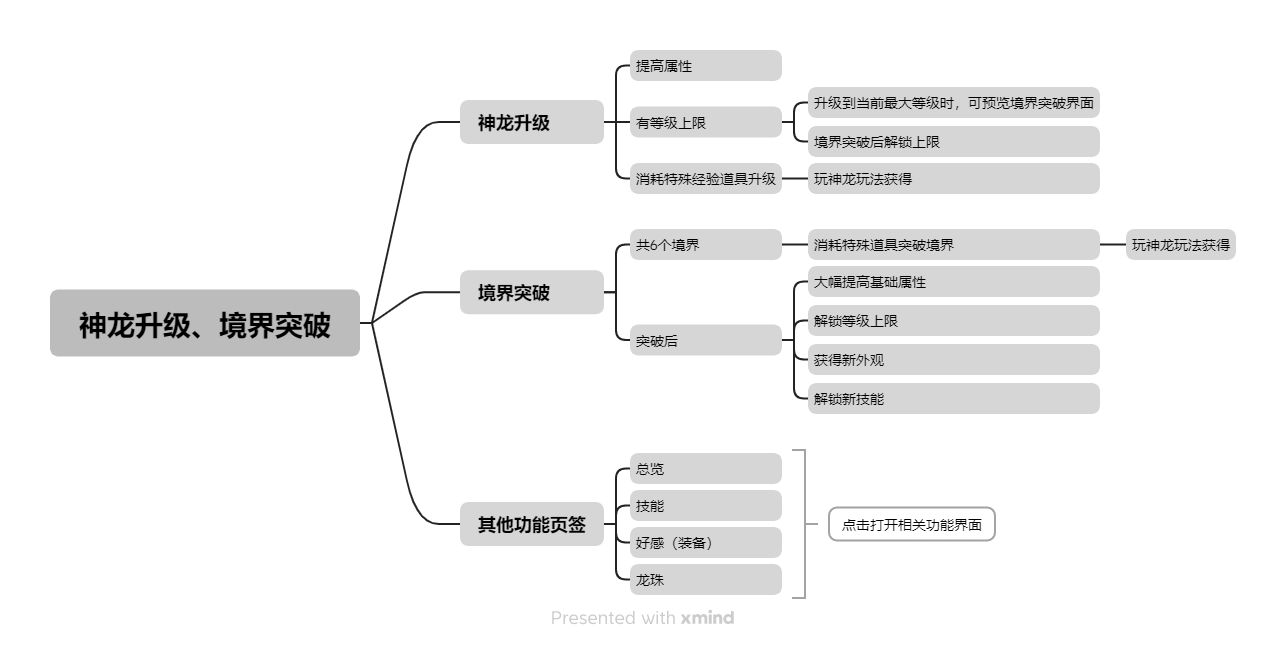 神龙升级、境界突破
神龙升级
提高属性
有等级上限
升级到当前最大等级时，可预览境界突破界面
境界突破后解锁上限
消耗特殊经验道具升级
玩神龙玩法获得
境界突破
共6个境界
消耗特殊道具突破境界
玩神龙玩法获得
突破后
大幅提高基础属性
解锁等级上限
获得新外观
解锁新技能
其他功能页签
总览
技能
好感（装备）
龙珠
点击打开相关功能界面
Presented with xmind